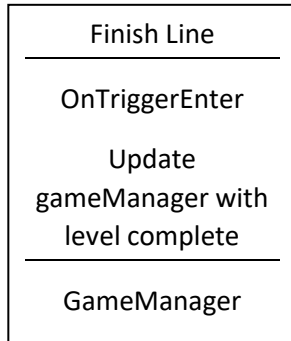 Finish Line
OnTriggerEnter
Update
gameManager with
level complete
GameManager